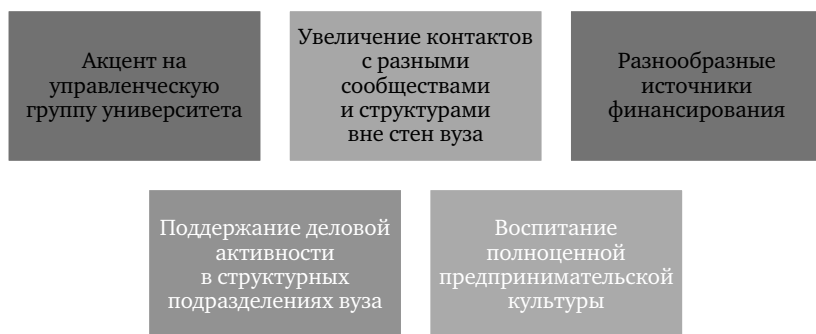 Акцент на
управленческую
группу университета
Увеличение контактов
с разными
сообществами
и структурами
вне стен вуза
Разнообразные
источники
финансирования
Поддержание деловой
активности
в структурных
подразделениях вуза
Воспитание
полноценной
предпринимательской
культуры